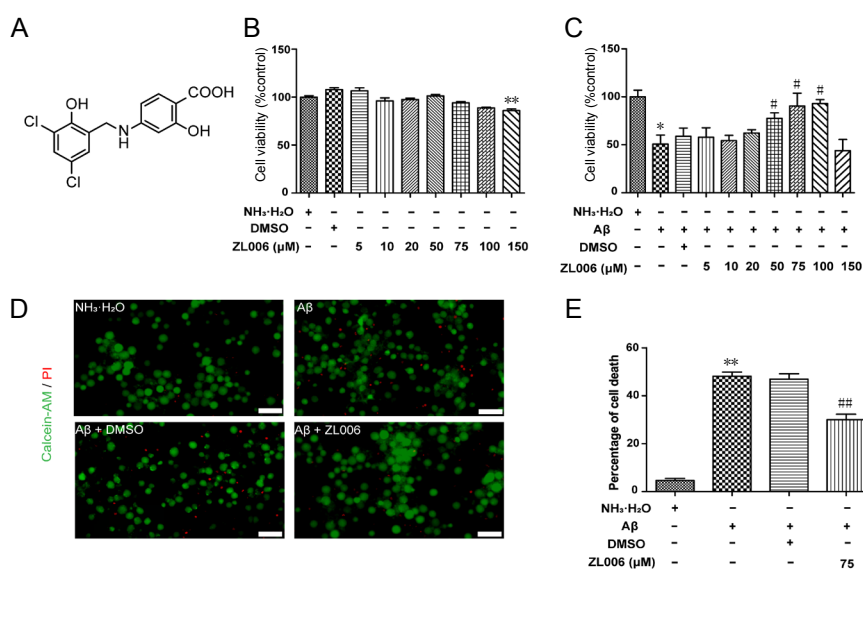 A
OH
Cl
Cl
N
H
COOH
OH
B
Cell viability (%control)
150
100
50
0
**
NH₃·H₂O + – – – – – – – –
DMSO – + – – – – – – –
ZL006 (μM) – – 5 10 20 50 75 100 150
C
Cell viability (%control)
150
100
50
0
* # # #
NH₃·H₂O + – – – – – – – – –
Aβ – + + + + + + + + +
DMSO – – + – – – – – – –
ZL006 (μM) – – – 5 10 20 50 75 100 150
D
Calcein-AM / PI
NH₃·H₂O
Aβ
Aβ + DMSO
Aβ + ZL006
E
Percentage of cell death
60
40
20
0
** ##
NH₃·H₂O + – – –
Aβ – + + +
DMSO – – + –
ZL006 (μM) – – – 75